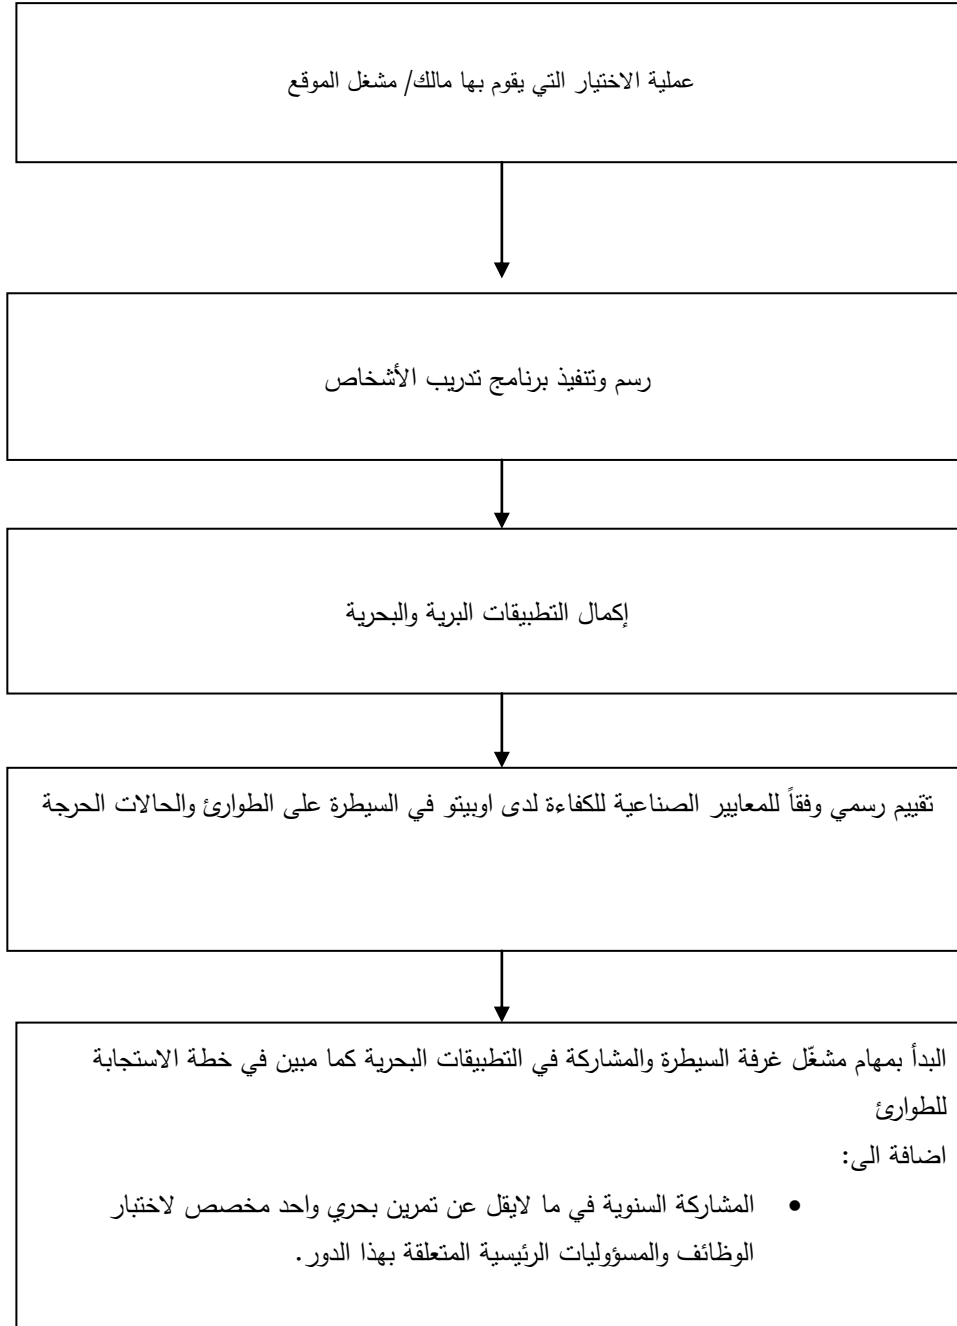 عملية الاختيار التي يقوم بها مالك/ مشغل الموقع
رسم وتنفيذ برنامج تدريب الأشخاص
إكمال التطبيقات البرية والبحرية
تقييم رسمي وفقاً للمعايير الصناعية للكفاءة لدى اوبيتو في السيطرة على الطوارئ والحالات الحرجة
البدأ بمهام مشغّل غرفة السيطرة والمشاركة في التطبيقات البحرية كما مبين في خطة الاستجابة
للطوارئ
اضافة الى:
• المشاركة السنوية في ما لايقل عن تمرين بحري واحد مخصص لاختبار
الوظائف والمسؤوليات الرئيسية المتعلقة بهذا الدور.